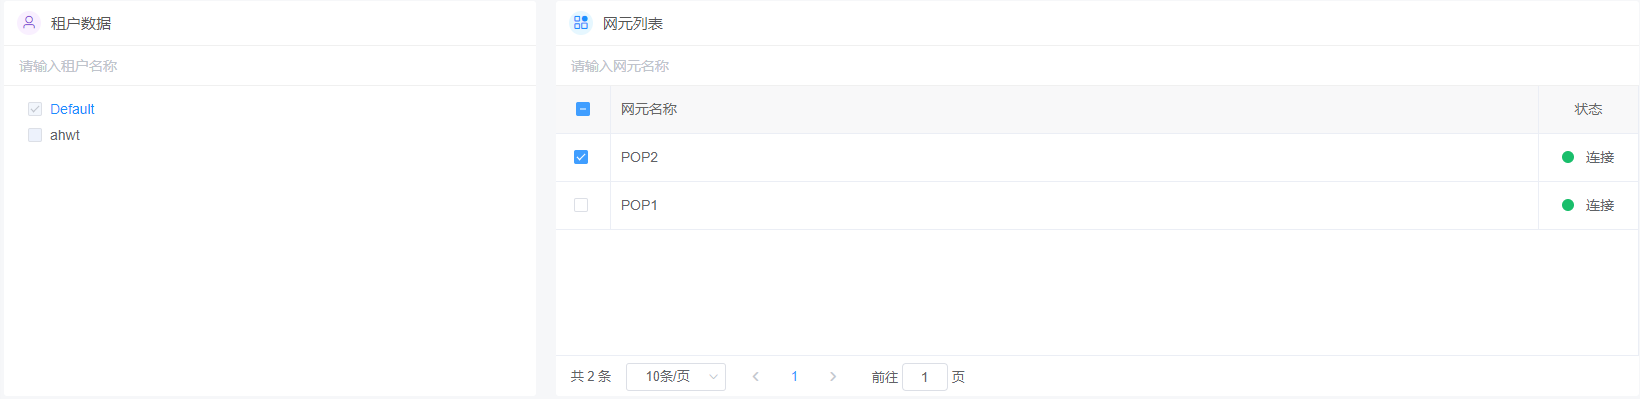 租户数据
请输入租户名称
Default
ahwt
网元列表
请输入网元名称
网元名称 状态
POP2 连接
POP1 连接
共 2 条 10条/页 1 前往 1 页